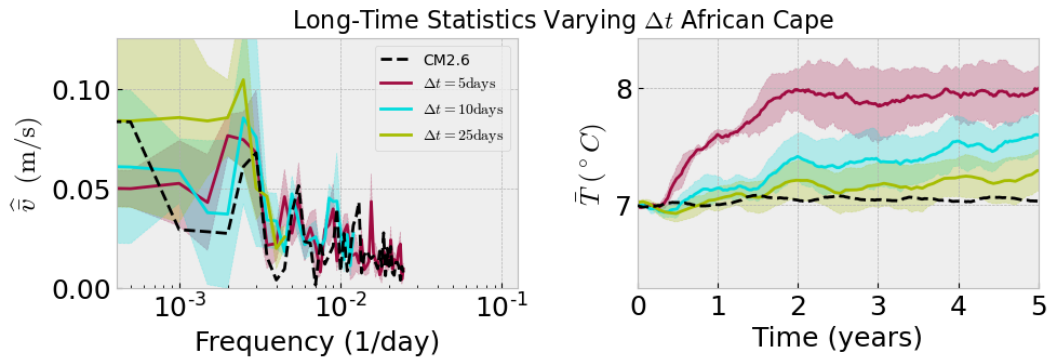 Long-Time Statistics Varying Δt African Cape
0.10
0.05
0.00
v̂̄ (m/s)
CM2.6
Δt = 5days
Δt = 10days
Δt = 25days
10⁻³
10⁻²
10⁻¹
Frequency (1/day)
8
7
T̄(°C)
0
1
2
3
4
5
Time (years)